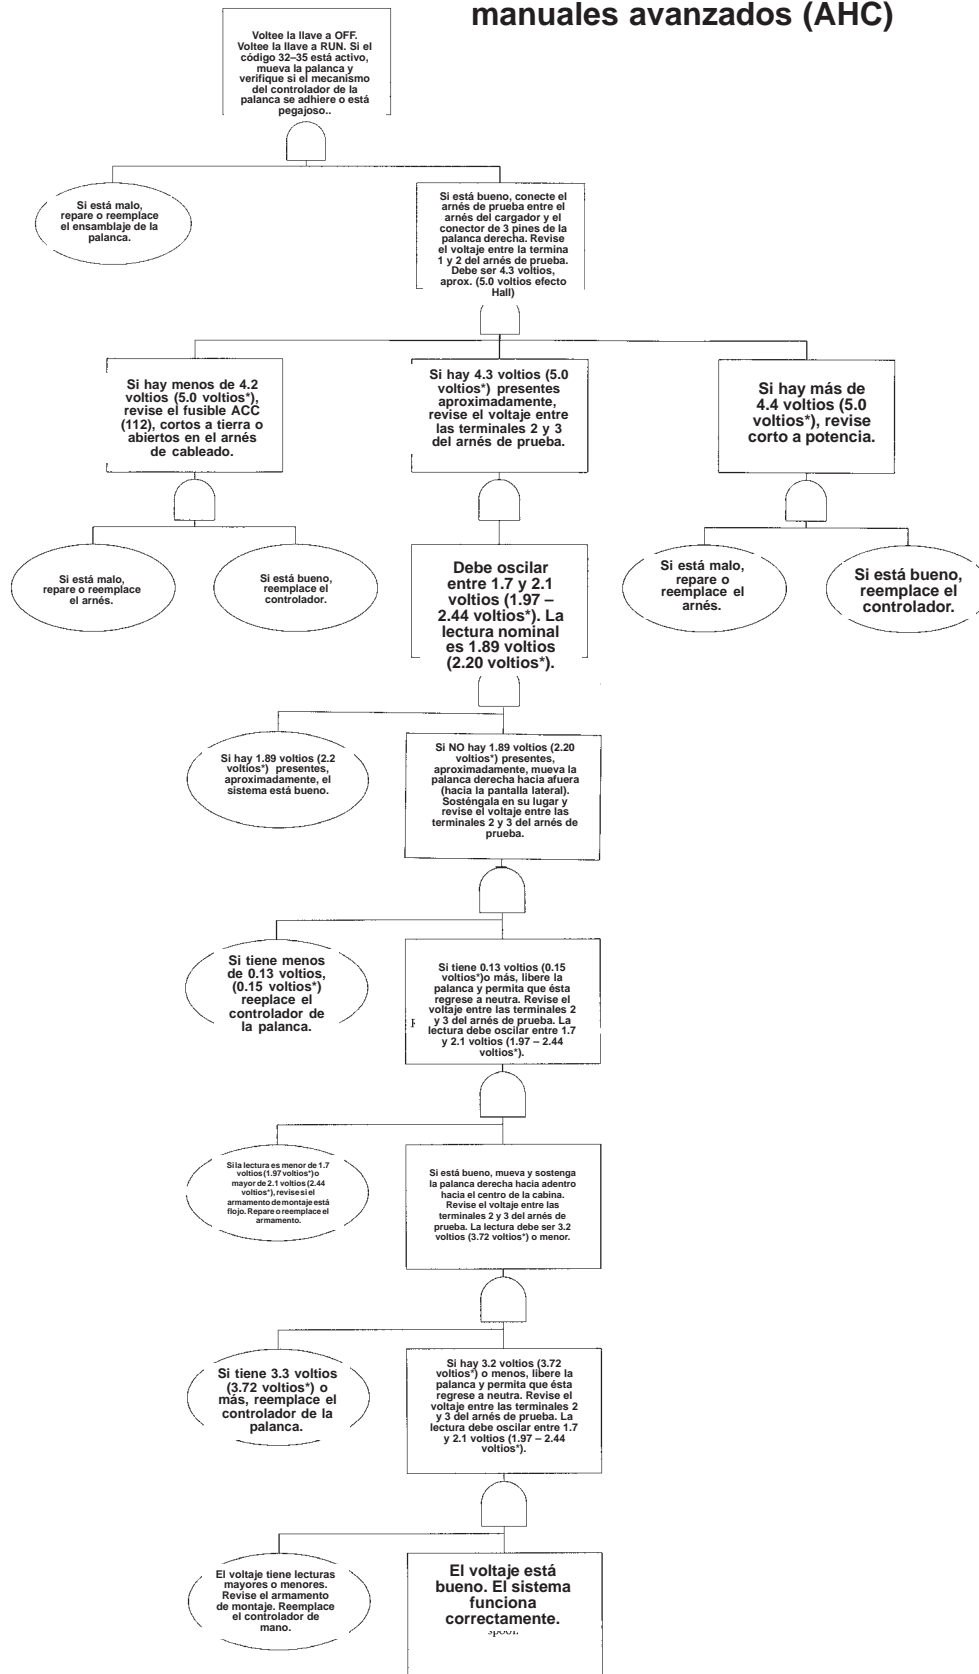 manuales avanzados (AHC)
Voltee la llave a OFF.
Voltee la llave a RUN. Si el
código 32–35 está activo,
mueva la palanca y
verifique si el mecanismo
del controlador de la
palanca se adhiere o está
pegajoso..
Si está malo,
repare o reemplace
el ensamblaje de la
palanca.
Si está bueno, conecte el
arnés de prueba entre el
arnés del cargador y el
conector de 3 pines de la
palanca derecha. Revise
el voltaje entre la termina
1 y 2 del arnés de prueba.
Debe ser 4.3 voltios,
aprox. (5.0 voltios efecto
Hall)
Si hay menos de 4.2
voltios (5.0 voltios*),
revise el fusible ACC
(112), cortos a tierra o
abiertos en el arnés
de cableado.
Si hay 4.3 voltios (5.0
voltios*) presentes
aproximadamente,
revise el voltaje entre
las terminales 2 y 3
del arnés de prueba.
Si hay más de
4.4 voltios (5.0
voltios*), revise
corto a potencia.
Si está malo,
repare o reemplace
el arnés.
Si está bueno,
reemplace el
controlador.
Debe oscilar
entre 1.7 y 2.1
voltios (1.97 –
2.44 voltios*). La
lectura nominal
es 1.89 voltios
(2.20 voltios*).
Si está malo,
repare o
reemplace el
arnés.
Si está bueno,
reemplace el
controlador.
Si hay 1.89 voltios (2.2
voltios*) presentes,
aproximadamente, el
sistema está bueno.
Si NO hay 1.89 voltios (2.20
voltios*) presentes,
aproximadamente, mueva la
palanca derecha hacia afuera
(hacia la pantalla lateral).
Sosténgala en su lugar y
revise el voltaje entre las
terminales 2 y 3 del arnés de
prueba.
Si tiene menos
de 0.13 voltios,
(0.15 voltios*)
reeplace el
controlador de
la palanca.
Si tiene 0.13 voltios (0.15
voltios*)o más, libere la
palanca y permita que ésta
regrese a neutra. Revise el
voltaje entre las terminales 2
y 3 del arnés de prueba. La
lectura debe oscilar entre 1.7
y 2.1 voltios (1.97 – 2.44
voltios*).
Si la lectura es menor de 1.7
voltios (1.97 voltios*) o
mayor de 2.1 voltios (2.44
voltios*), revise si el
armamento de montaje está
flojo. Repare o reemplace el
armamento.
Si está bueno, mueva y sostenga
la palanca derecha hacia adentro
hacia el centro de la cabina.
Revise el voltaje entre las
terminales 2 y 3 del arnés de
prueba. La lectura debe ser 3.2
voltios (3.72 voltios*) o menor.
Si tiene 3.3 voltios
(3.72 voltios*) o
más, reemplace el
controlador de la
palanca.
Si hay 3.2 voltios (3.72
voltios*) o menos, libere la
palanca y permita que ésta
regrese a neutra. Revise el
voltaje entre las terminales 2
y 3 del arnés de prueba. La
lectura debe oscilar entre 1.7
y 2.1 voltios (1.97 – 2.44
voltios*).
El voltaje tiene lecturas
mayores o menores.
Revise el armamento
de montaje. Reemplace
el controlador de
mano.
El voltaje está
bueno. El sistema
funciona
correctamente.